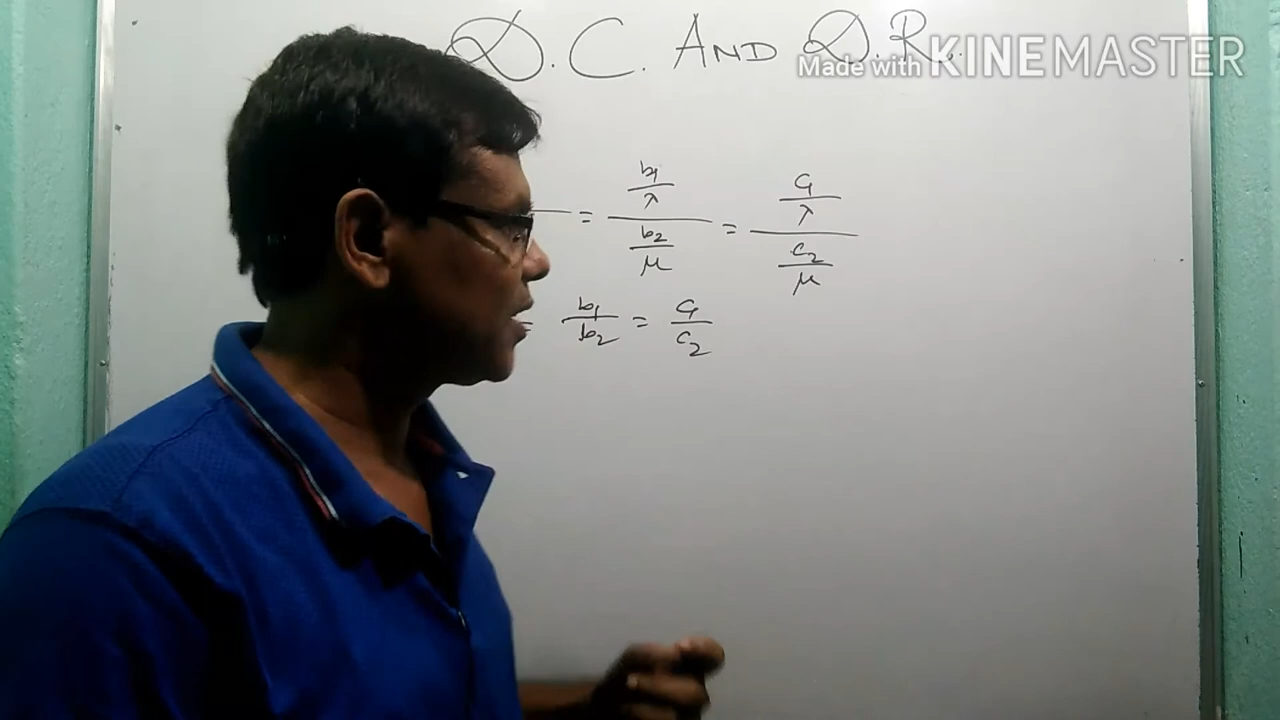 D.C. AND D.R.
Made with KINEMASTER
= b₁/λ / b₂/μ = c₁/λ / c₂/μ
= b₁/b₂ = c₁/c₂